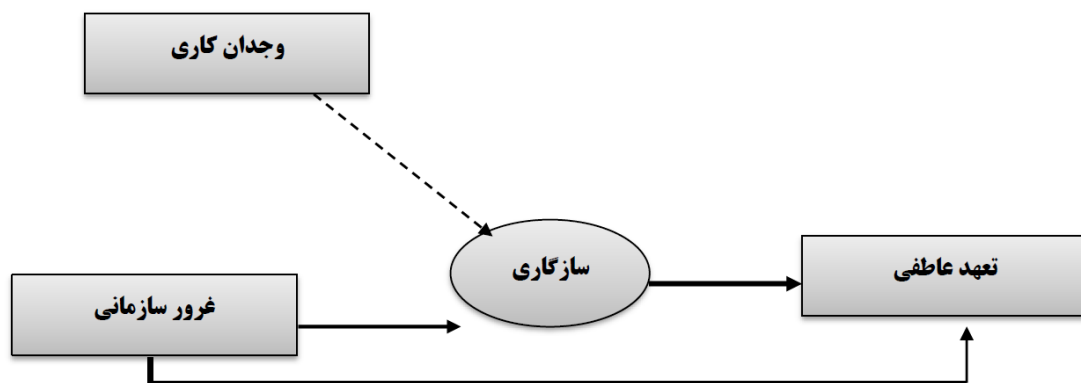 وجدان کاری
سازگاری
تعهد عاطفی
غرور سازمانی